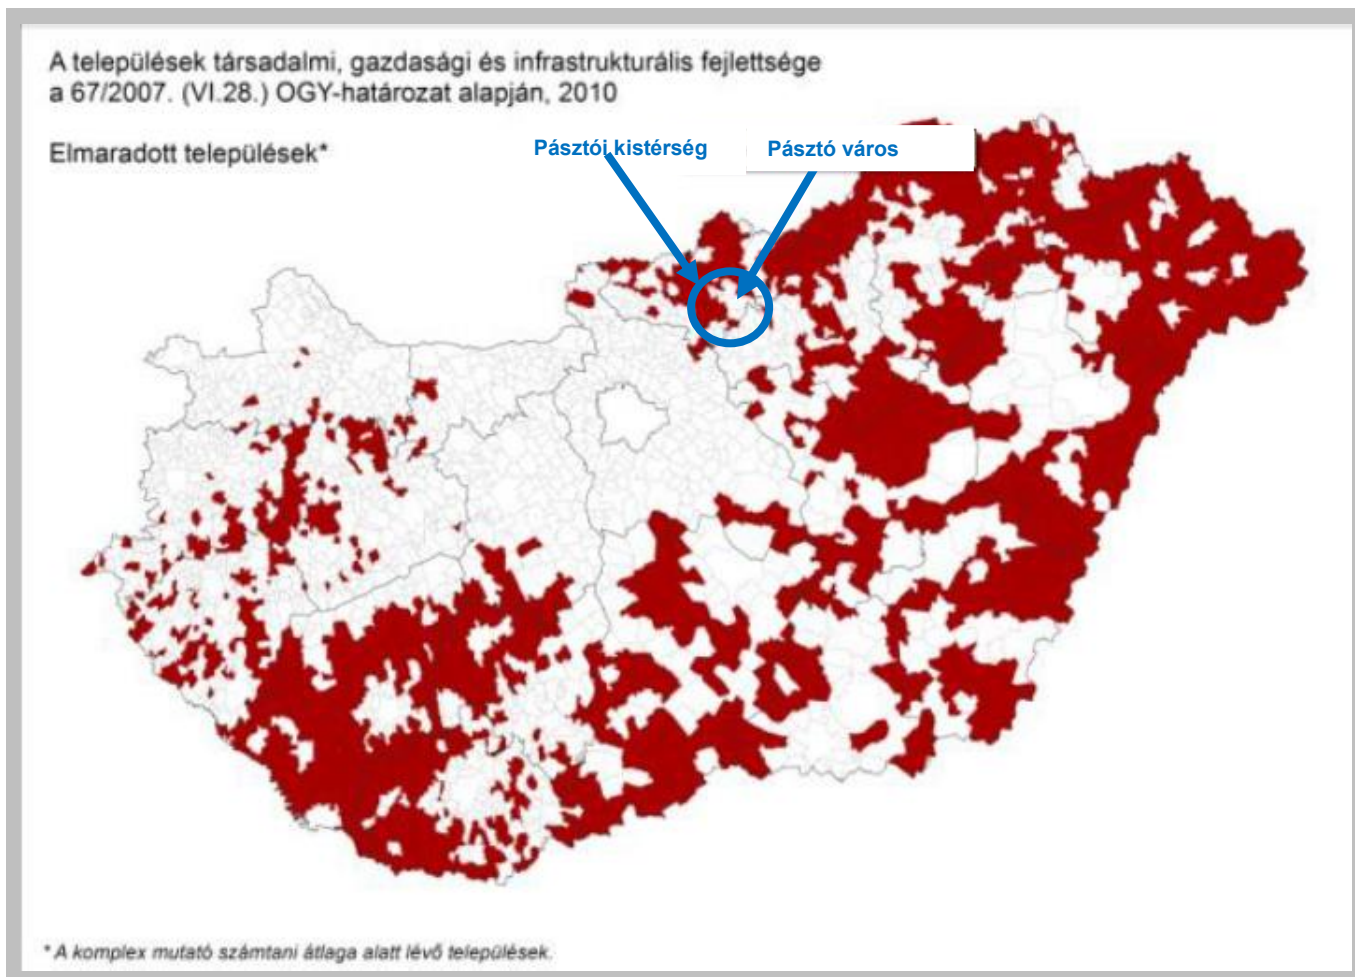 A települések társadalmi, gazdasági és infrastrukturális fejlettsége
a 67/2007. (VI.28.) OGY-határozat alapján, 2010
Elmaradott települések*
Pásztói kistérség
Pásztó város
* A komplex mutató számtani átlaga alatt lévő települések.